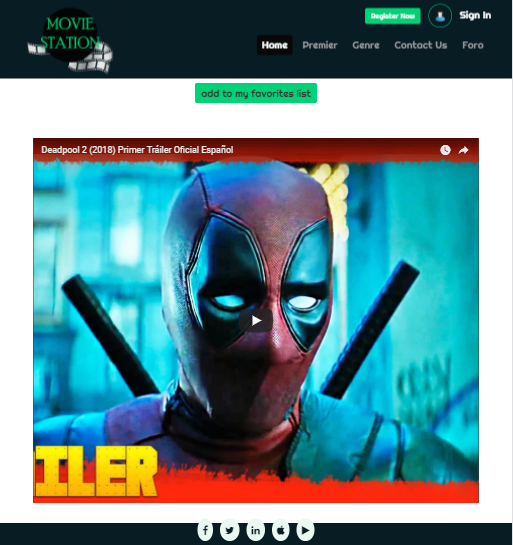 MOVIE
STATION
Register Now
Sign In
Home Premier Genre Contact Us Foro
add to my favorites list
Deadpool 2 (2018) Primer Tráiler Oficial Español
ILER